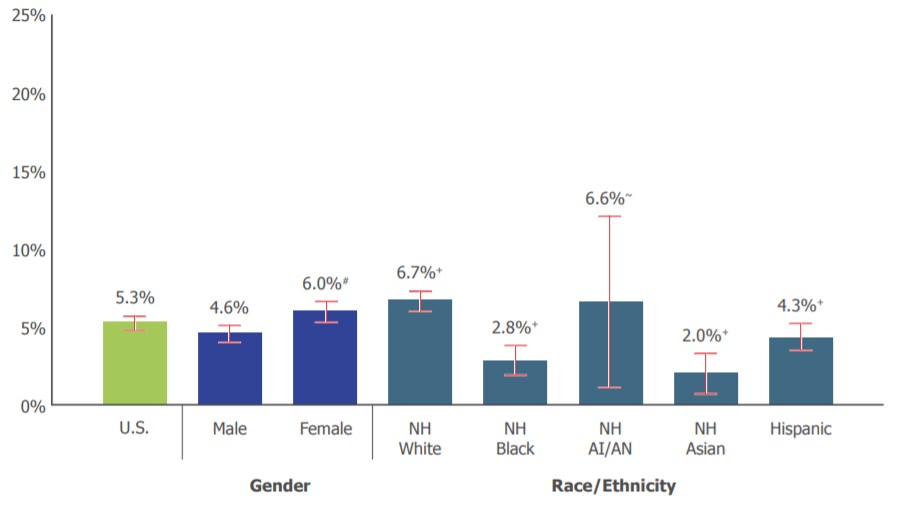 25%
20%
15%
10%
5%
0%
5.3%
4.6%
6.0%#
6.7%+
2.8%+
6.6%~
2.0%+
4.3%+
U.S.
Male
Female
NH
White
NH
Black
NH
AI/AN
NH
Asian
Hispanic
Gender
Race/Ethnicity